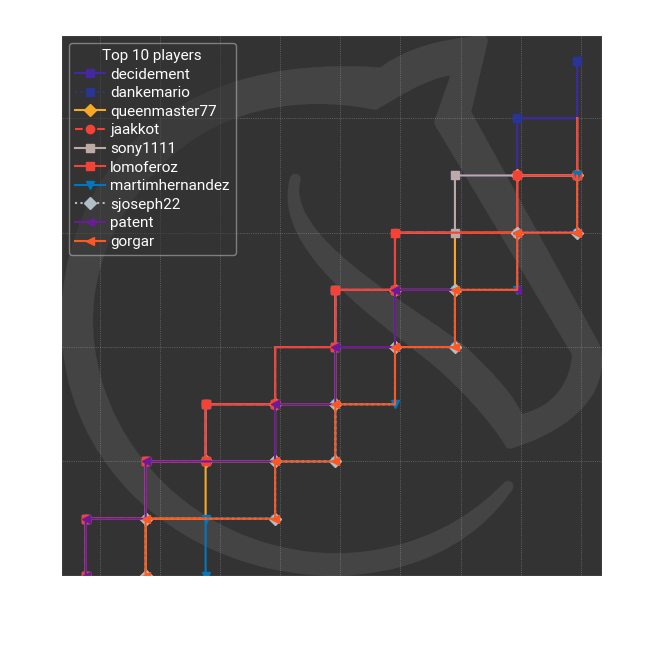 Top 10 players
decidement
dankemario
queenmaster77
jaakkot
sony1111
lomoferoz
martimhernandez
sjoseph22
patent
gorgar